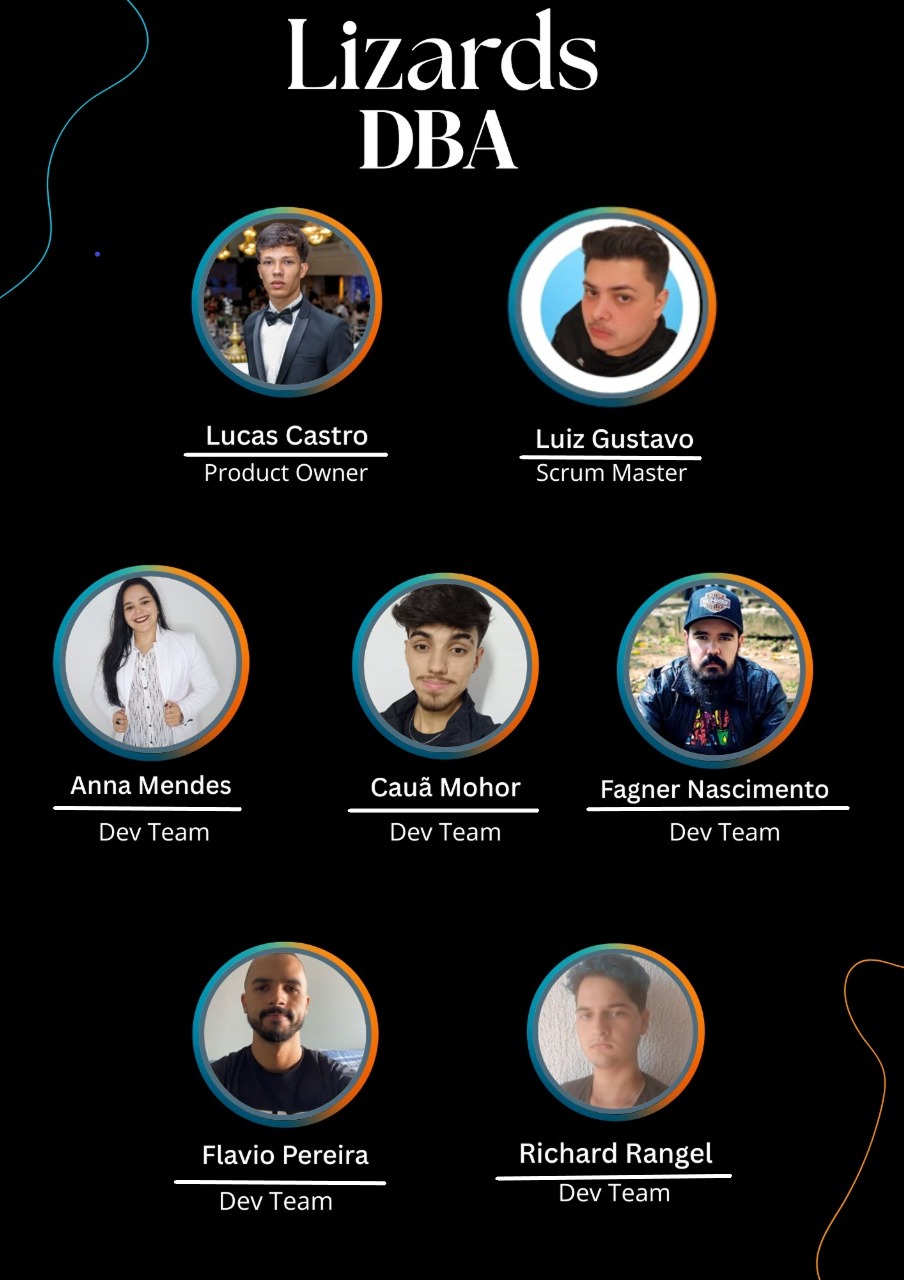 Lizards
DBA
Lucas Castro
Product Owner
Luiz Gustavo
Scrum Master
Anna Mendes
Dev Team
Cauã Mohor
Dev Team
Fagner Nascimento
Dev Team
Flavio Pereira
Dev Team
Richard Rangel
Dev Team